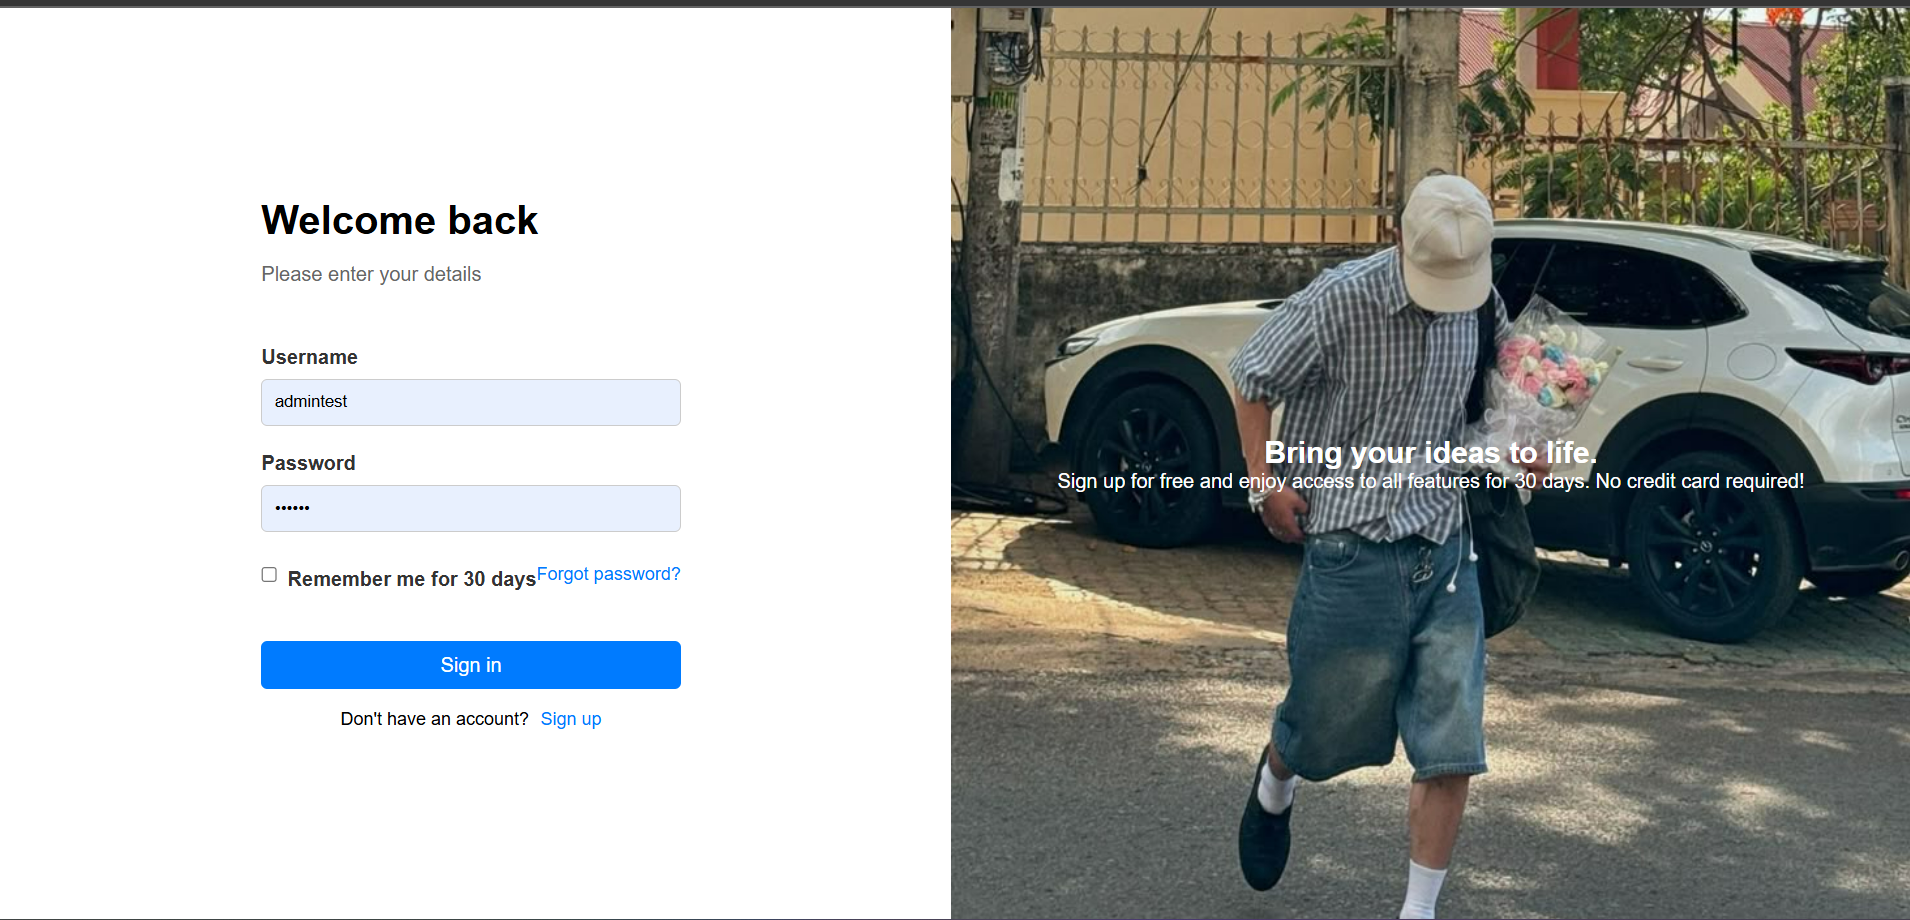 Welcome back
Please enter your details
Username
admintest
Password
••••••
Remember me for 30 days
Forgot password?
Sign in
Don't have an account? Sign up
Bring your ideas to life.
Sign up for free and enjoy access to all features for 30 days. No credit card required!